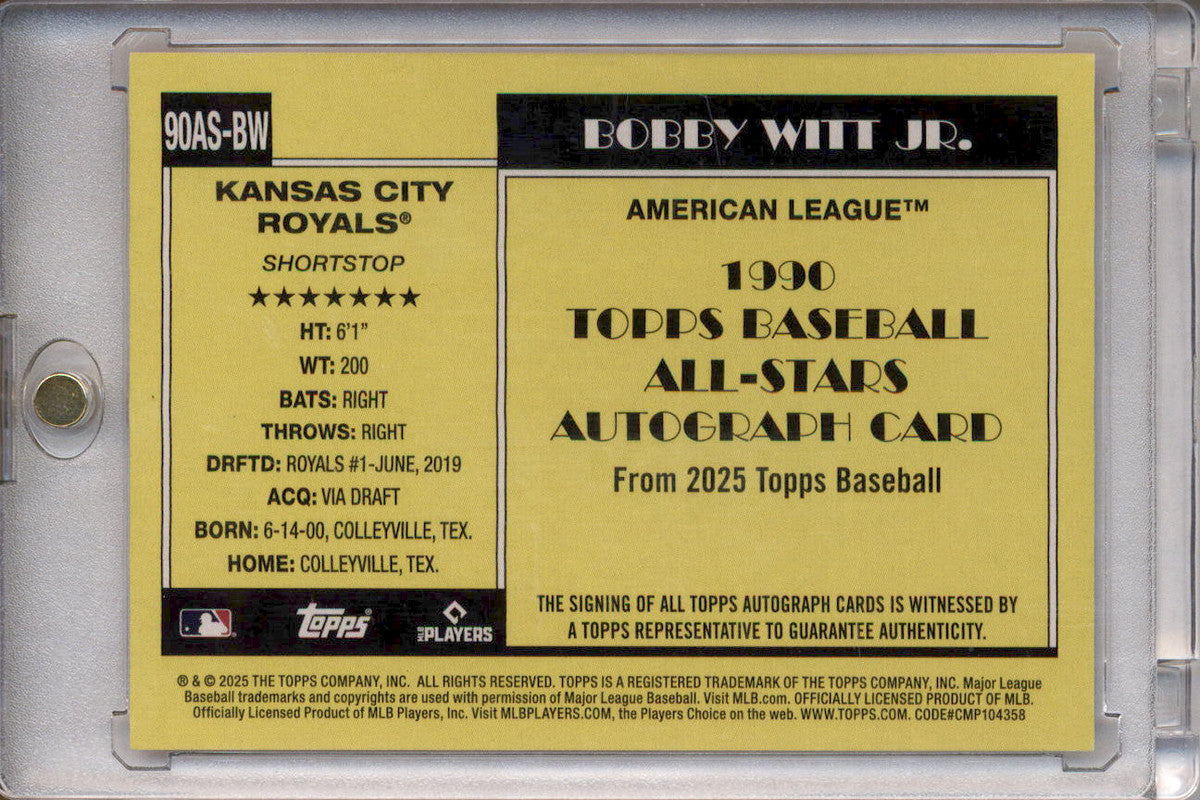 90AS-BW
KANSAS CITY
ROYALS®
SHORTSTOP
★★★★★★★
HT: 6'1"
WT: 200
BATS: RIGHT
THROWS: RIGHT
DRFTD: ROYALS #1-JUNE, 2019
ACQ: VIA DRAFT
BORN: 6-14-00, COLLEYVILLE, TEX.
HOME: COLLEYVILLE, TEX.
topps®
MLB PLAYERS
BOBBY WITT JR.
AMERICAN LEAGUE™
1990
TOPPS BASEBALL
ALL-STARS
AUTOGRAPH CARD
From 2025 Topps Baseball
THE SIGNING OF ALL TOPPS AUTOGRAPH CARDS IS WITNESSED BY
A TOPPS REPRESENTATIVE TO GUARANTEE AUTHENTICITY.
® & © 2025 THE TOPPS COMPANY, INC. ALL RIGHTS RESERVED. TOPPS IS A REGISTERED TRADEMARK OF THE TOPPS COMPANY, INC. Major League
Baseball trademarks and copyrights are used with permission of Major League Baseball. Visit MLB.com. OFFICIALLY LICENSED PRODUCT OF MLB.
Officially Licensed Product of MLB Players, Inc. Visit MLBPLAYERS.COM, the Players Choice on the web. WWW.TOPPS.COM. CODE#CMP104358